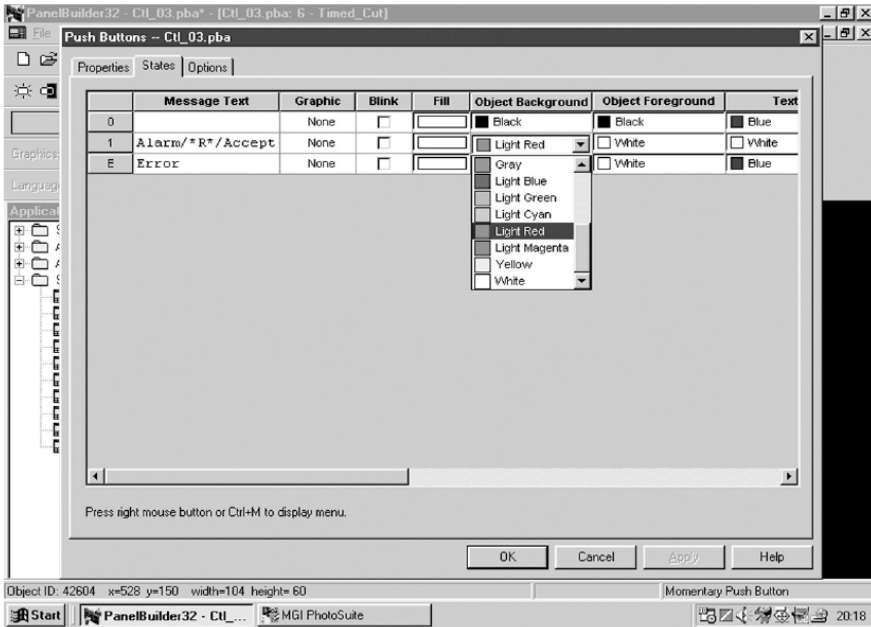 PanelBuilder32 - Ctl_03.pba* - [Ctl_03.pba: 6 - Timed_Cut]
File
Push Buttons -- Ctl_03.pba
Properties States Options
Message Text Graphic Blink Fill Object Background Object Foreground Text
0 None Black Black Blue
1 Alarm/*R*/Accept None Light Red White White
E Error None Gray White Blue
Light Blue
Light Green
Light Cyan
Light Red
Light Magenta
Yellow
White
Graphics:
Languag
Applicat
S
A
A
S
Press right mouse button or Ctrl+M to display menu.
OK Cancel Apply Help
Object ID: 42604 x=528 y=150 width=104 height= 60 Momentary Push Button
Start PanelBuilder32 - Ctl_... MGI PhotoSuite 20:18